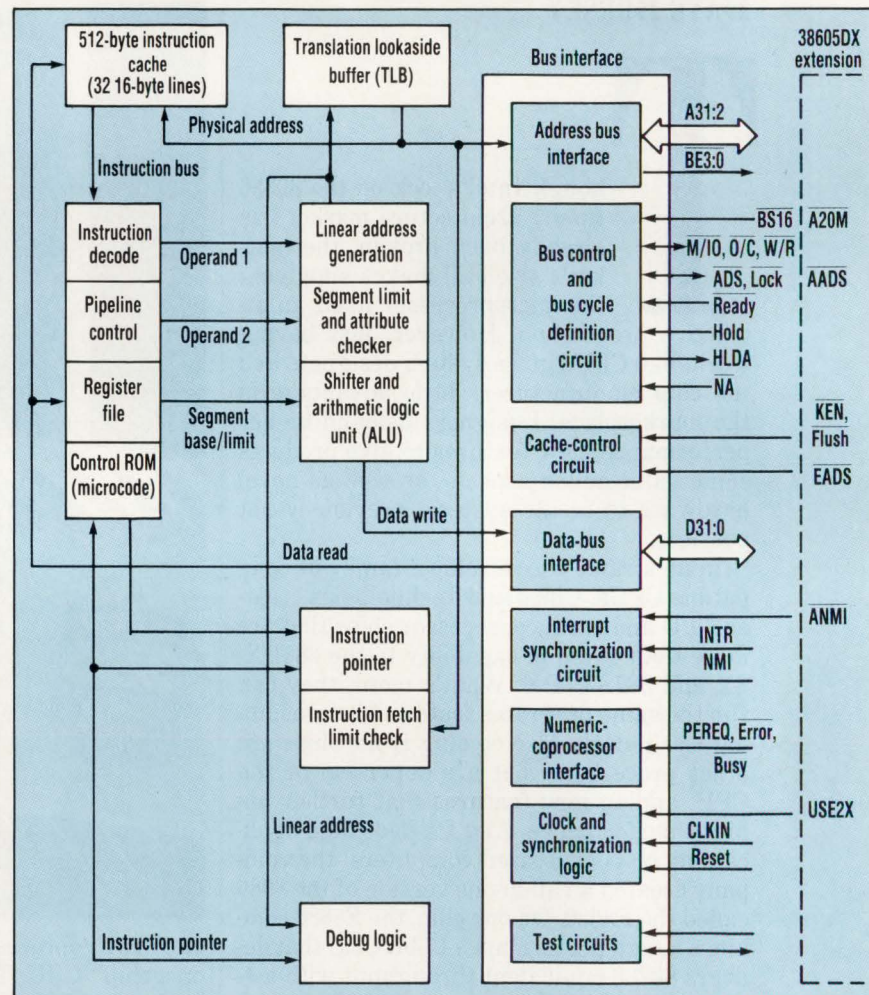 512-byte instruction
cache
(32 16-byte lines)
Translation lookaside
buffer (TLB)
Bus interface
38605DX
extension
Physical address
Instruction bus
Address bus
interface
A31:2
BE3:0
Instruction
decode
Operand 1
Linear address
generation
Pipeline
control
Operand 2
Segment limit
and attribute
checker
Register
file
Segment
base/limit
Shifter and
arithmetic logic
unit (ALU)
Control ROM
(microcode)
Bus control
and
bus cycle
definition
circuit
BS16
A20M
M/IO, O/C, W/R
ADS, Lock
AADS
Ready
Hold
HLDA
NA
Cache-control
circuit
KEN,
Flush
EADS
Data write
Data read
Data-bus
interface
D31:0
Instruction
pointer
Instruction fetch
limit check
Interrupt
synchronization
circuit
ANMI
INTR
NMI
Numeric-
coprocessor
interface
PEREQ, Error,
Busy
Linear address
Clock and
synchronization
logic
USE2X
CLKIN
Reset
Instruction pointer
Debug logic
Test circuits